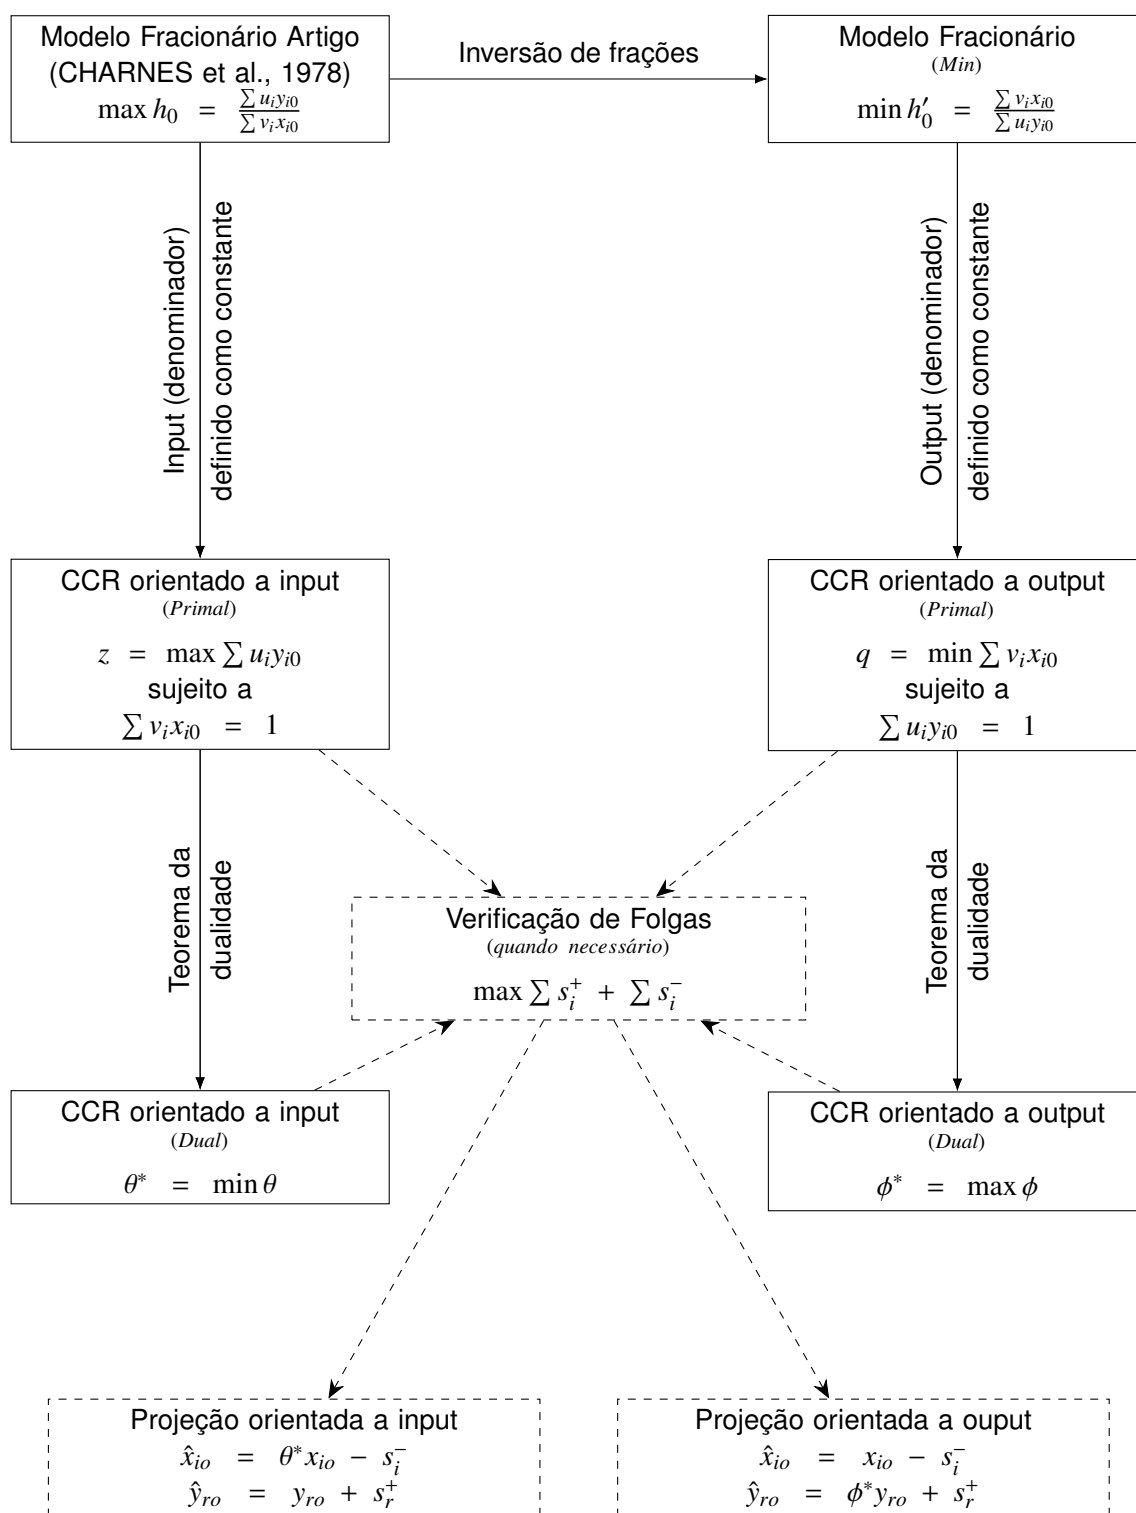 Modelo Fracionário Artigo
(CHARNES et al., 1978)
max h₀ = ∑ uᵢyᵢ₀ / ∑ vᵢxᵢ₀
Inversão de frações
Modelo Fracionário
(Min)
min h′₀ = ∑ vᵢxᵢ₀ / ∑ uᵢyᵢ₀
Input (denominador)
definido como constante
Output (denominador)
definido como constante
CCR orientado a input
(Primal)
z = max ∑ uᵢyᵢ₀
sujeito a
∑ vᵢxᵢ₀ = 1
CCR orientado a output
(Primal)
q = min ∑ vᵢxᵢ₀
sujeito a
∑ uᵢyᵢ₀ = 1
Teorema da
dualidade
Teorema da
dualidade
Verificação de Folgas
(quando necessário)
max ∑ sᵢ⁺ + ∑ sᵢ⁻
CCR orientado a input
(Dual)
θ* = min θ
CCR orientado a output
(Dual)
ϕ* = max ϕ
Projeção orientada a input
x̂ᵢₒ = θ*xᵢₒ − sᵢ⁻
ŷᵣₒ = yᵣₒ + sᵣ⁺
Projeção orientada a ouput
x̂ᵢₒ = xᵢₒ − sᵢ⁻
ŷᵣₒ = ϕ*yᵣₒ + sᵣ⁺